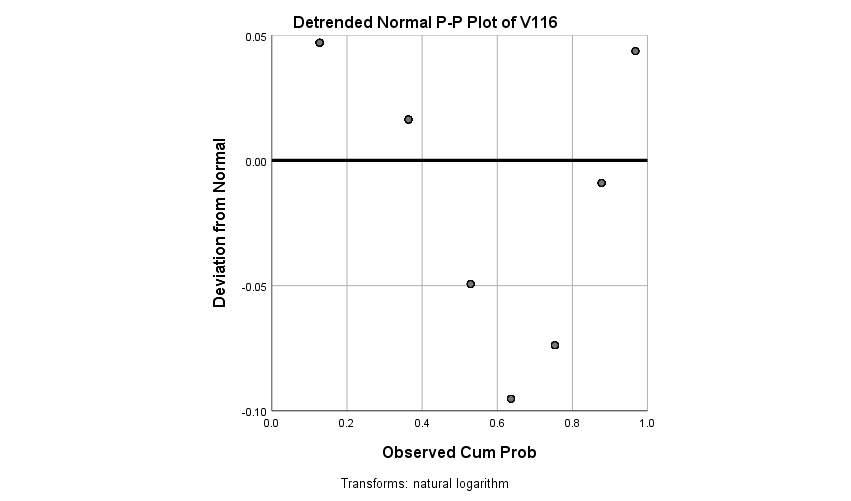 Detrended Normal P-P Plot of V116
0.05
0.00
-0.05
-0.10
Deviation from Normal
0.0 0.2 0.4 0.6 0.8 1.0
Observed Cum Prob
Transforms: natural logarithm